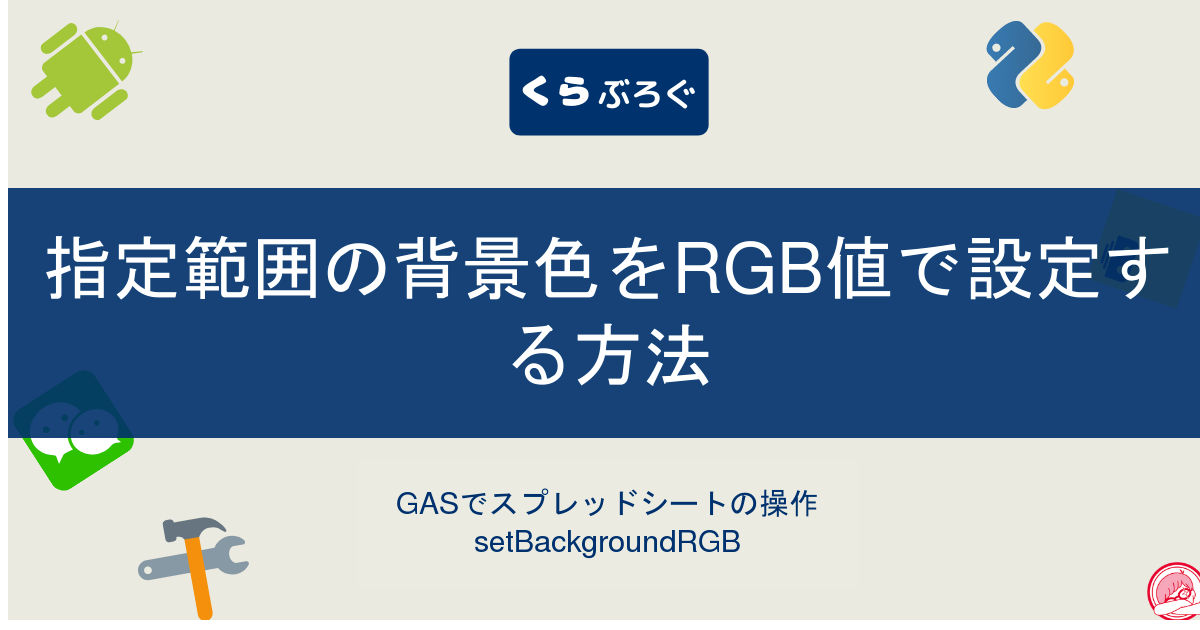 くらぶろぐ
指定範囲の背景色をRGB値で設定す
る方法
GASでスプレッドシートの操作
setBackgroundRGB